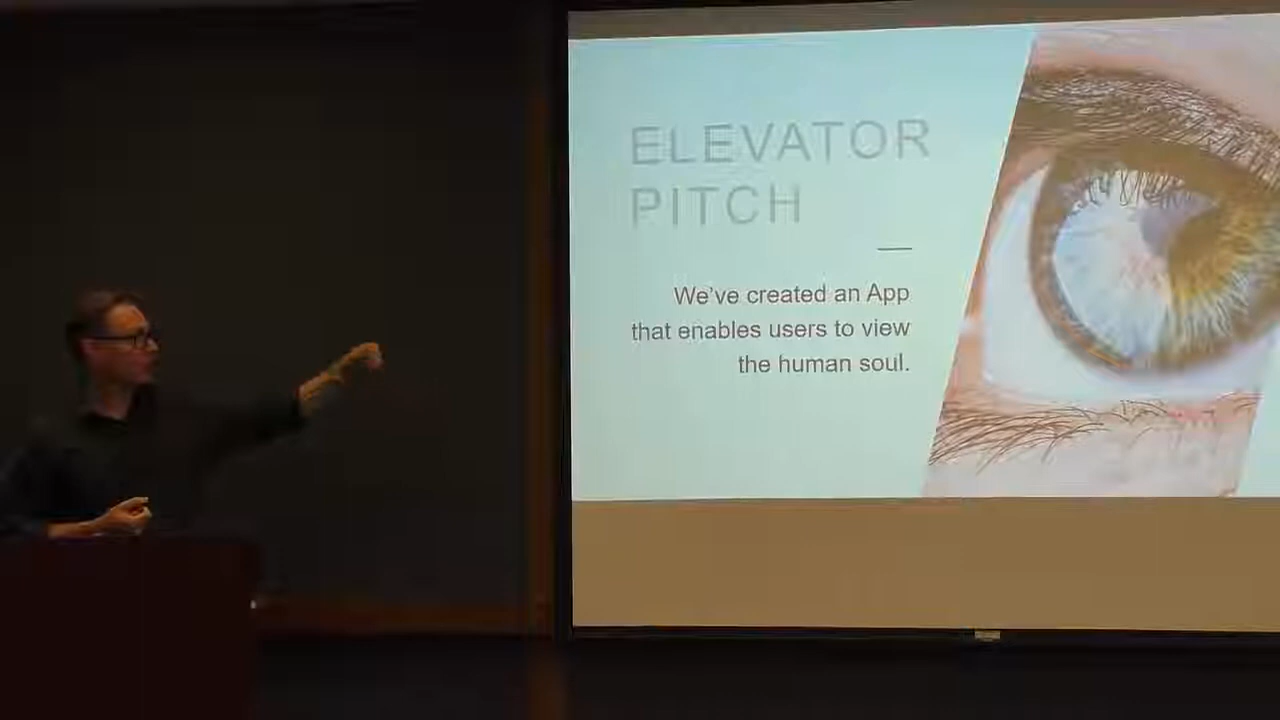 ELEVATOR
PITCH
We've created an App
that enables users to view
the human soul.